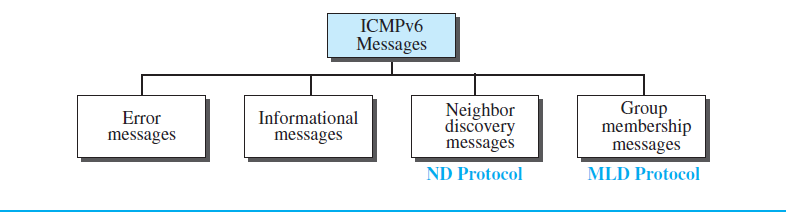 ICMPv6
Messages
Error
messages
Informational
messages
Neighbor
discovery
messages
Group
membership
messages
ND Protocol
MLD Protocol